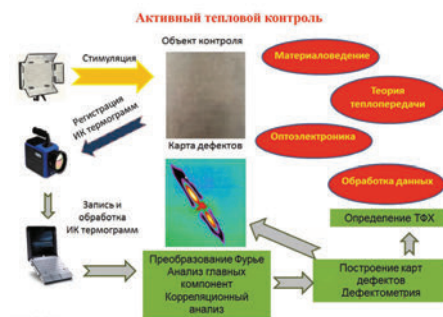 Активный тепловой контроль
Стимуляция
Объект контроля
Материаловедение
Теория
теплопередачи
Регистрация
ИК термограмм
Карта дефектов
Оптоэлектроника
Обработка данных
Запись и
обработка
ИК термограмм
Определение ТФХ
Преобразование Фурье
Анализ главных
компонент
Корреляционный
анализ
Построение карт
дефектов
Дефектометрия